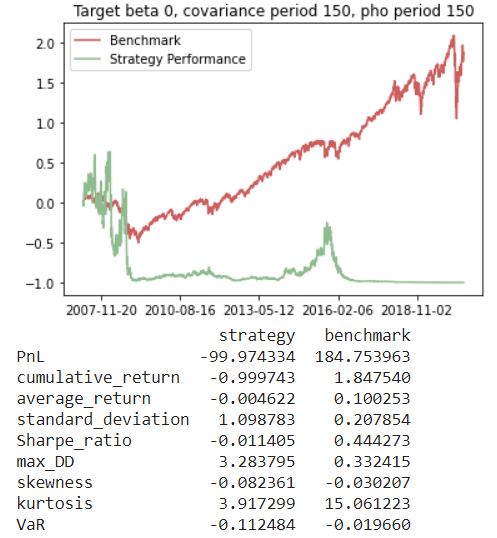 Target beta 0, covariance period 150, pho period 150
Benchmark
Strategy Performance
2.0
1.5
1.0
0.5
0.0
−0.5
−1.0
2007-11-20 2010-08-16 2013-05-12 2016-02-06 2018-11-02
strategy benchmark
PnL -99.974334 184.753963
cumulative_return -0.999743 1.847540
average_return -0.004622 0.100253
standard_deviation 1.098783 0.207854
Sharpe_ratio -0.011405 0.444273
max_DD 3.283795 0.332415
skewness -0.082361 -0.030207
kurtosis 3.917299 15.061223
VaR -0.112484 -0.019660